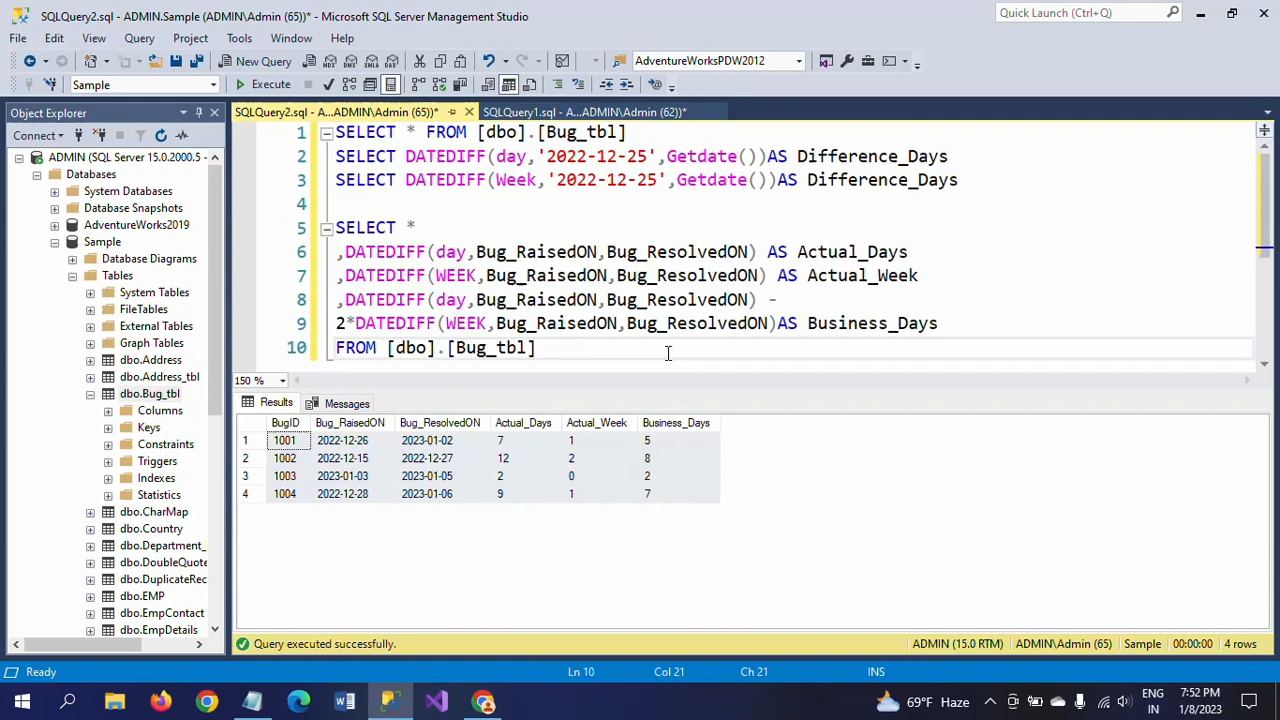 SQLQuery2.sql - ADMIN.Sample (ADMIN\Admin (65))* - Microsoft SQL Server Management Studio
Quick Launch (Ctrl+Q)
File Edit View Query Project Tools Window Help
New Query
MDX DMX XMLA DAX
AdventureWorksPDW2012
Sample
Execute
Object Explorer
SQLQuery2.sql - A...ADMIN\Admin (65))*
SQLQuery1.sql - A...ADMIN\Admin (62))*
Connect
ADMIN (SQL Server 15.0.2000.5 -
Databases
System Databases
Database Snapshots
AdventureWorks2019
Sample
Database Diagrams
Tables
System Tables
FileTables
External Tables
Graph Tables
dbo.Address
dbo.Address_tbl
dbo.Bug_tbl
Columns
Keys
Constraints
Triggers
Indexes
Statistics
dbo.CharMap
dbo.Country
dbo.Department_
dbo.DoubleQuote
dbo.DuplicateRec
dbo.EMP
dbo.EmpContact
dbo.EmpDetails
1 SELECT * FROM [dbo].[Bug_tbl]
2 SELECT DATEDIFF(day,'2022-12-25',Getdate())AS Difference_Days
3 SELECT DATEDIFF(Week,'2022-12-25',Getdate())AS Difference_Days
4
5 SELECT *
6 ,DATEDIFF(day,Bug_RaisedON,Bug_ResolvedON) AS Actual_Days
7 ,DATEDIFF(WEEK,Bug_RaisedON,Bug_ResolvedON) AS Actual_Week
8 ,DATEDIFF(day,Bug_RaisedON,Bug_ResolvedON) -
9 2*DATEDIFF(WEEK,Bug_RaisedON,Bug_ResolvedON)AS Business_Days
10 FROM [dbo].[Bug_tbl]
150 %
Results Messages
BugID Bug_RaisedON Bug_ResolvedON Actual_Days Actual_Week Business_Days
1 1001 2022-12-26 2023-01-02 7 1 5
2 1002 2022-12-15 2022-12-27 12 2 8
3 1003 2023-01-03 2023-01-05 2 0 2
4 1004 2022-12-28 2023-01-06 9 1 7
Query executed successfully.
ADMIN (15.0 RTM) ADMIN\Admin (65) Sample 00:00:00 4 rows
Ready
Ln 10 Col 21 Ch 21 INS
69°F Haze
ENG
IN
7:52 PM
1/8/2023